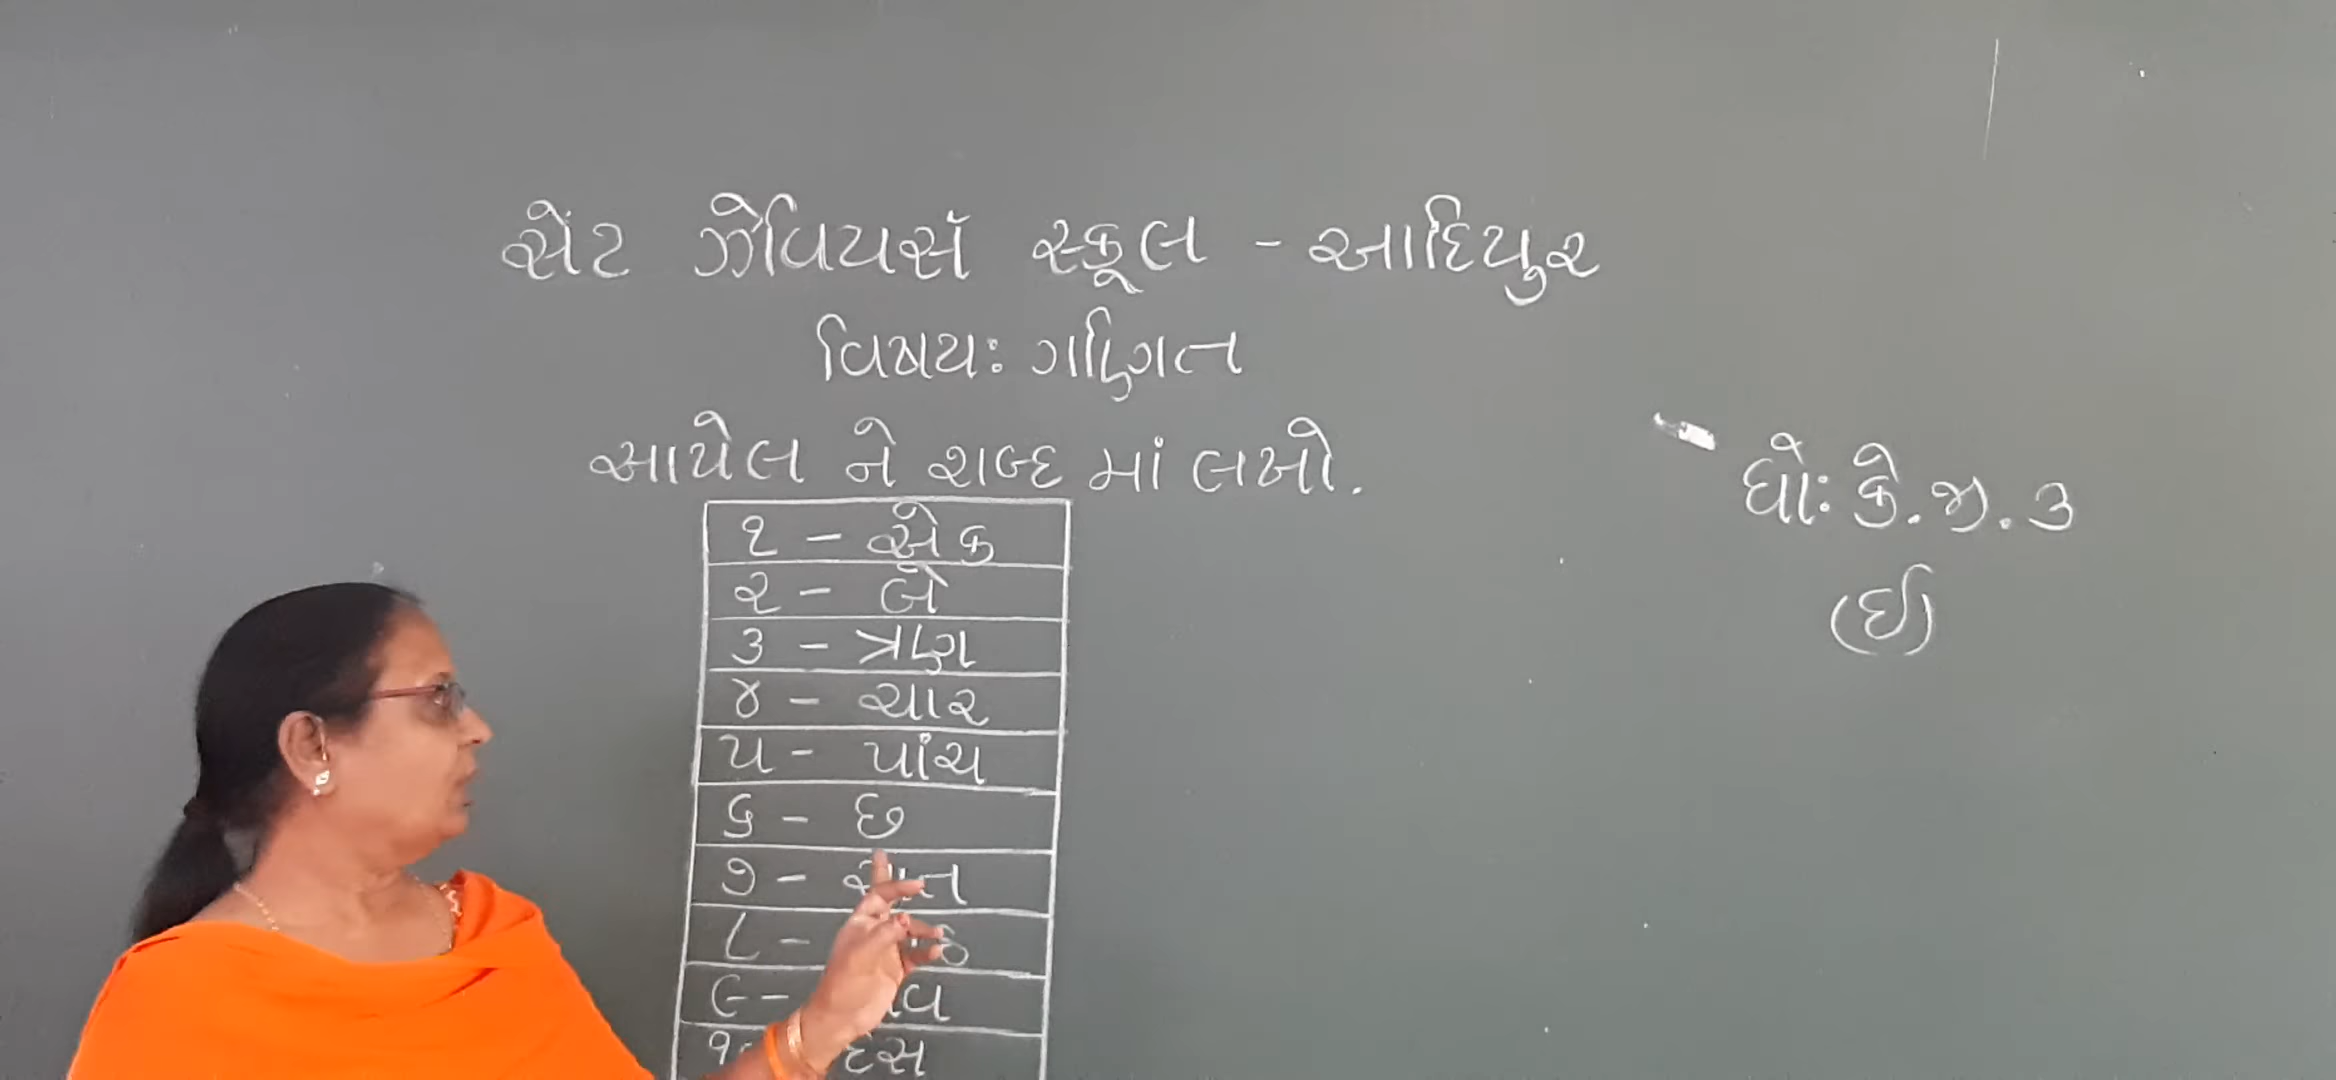 સેંટ ઝેવિયર્સ સ્કૂલ - આદિપુર
વિષય: ગણિત
આપેલ ને શબ્દ માં લખો.
ધો: કે.જી. ૩
(ઈ)
૧ - એક
૨ - બે
૩ - ત્રણ
૪ - ચાર
૫ - પાંચ
૬ - છ
૭ - સાત
૮ -
૯ -
દસ